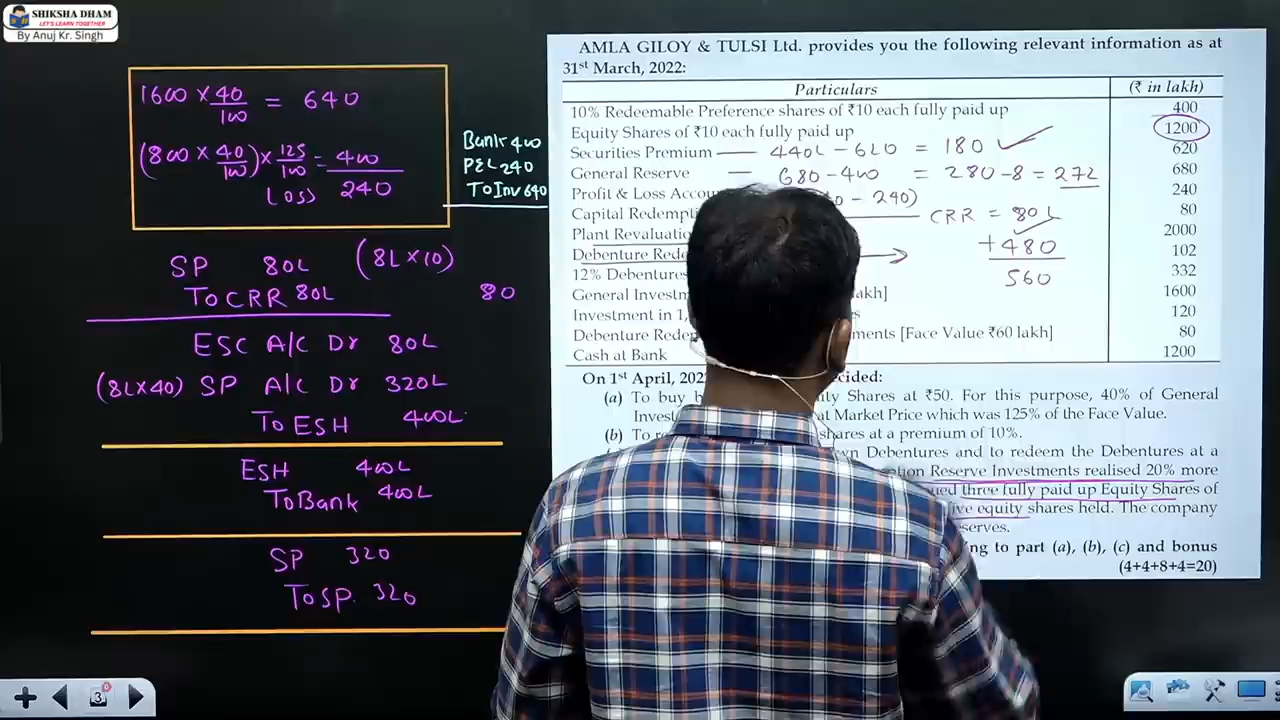 SHIKSHA DHAM
LET'S LEARN TOGETHER
By Anuj Kr. Singh
1600 × 40/100 = 640
(800 × 40/100) × 125/100 = 400
Loss 240
Bank 400
P&L 240
To Inv 640
SP 80L (8L×10)
To CRR 80L 80
ESC A/C Dr 80L
(8L×40) SP A/C Dr 320L
To ESH 400L
ESH 400L
To Bank 400L
SP 320
To SP. 320
AMLA GILOY & TULSI Ltd. provides you the following relevant information as at
31st March, 2022:
Particulars (₹ in lakh)
10% Redeemable Preference shares of ₹10 each fully paid up 400
Equity Shares of ₹10 each fully paid up 1200
Securities Premium — 440L - 620 = 180 ✓ 620
General Reserve — 680-400 = 280-8 = 272 680
Profit & Loss Accou - 240) 240
Capital Redempti CRR = 80L 80
Plant Revaluatio +480 2000
Debenture Rede → 560 102
12% Debentures 332
General Investm lakh] 1600
Investment in 1, 120
Debenture Rede ments [Face Value ₹60 lakh] 80
Cash at Bank 1200
On 1st April, 202 cided:
(a) To buy b ity Shares at ₹50. For this purpose, 40% of General
Invest at Market Price which was 125% of the Face Value.
(b) To re shares at a premium of 10%.
wn Debentures and to redeem the Debentures at a
tion Reserve Investments realised 20% more
ued three fully paid up Equity Shares of
ive equity shares held. The company
serves.
ing to part (a), (b), (c) and bonus
(4+4+8+4=20)
3